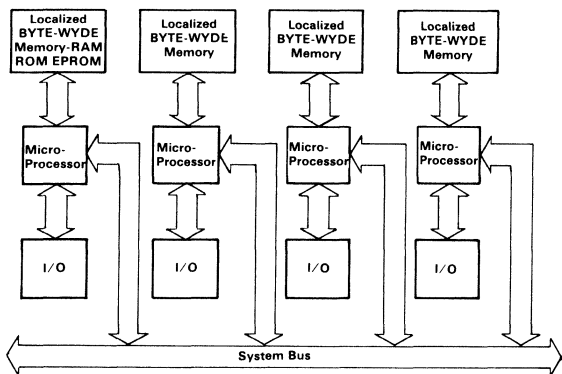 Localized
BYTE-WYDE
Memory-RAM
ROM EPROM
Localized
BYTE-WYDE
Memory
Localized
BYTE-WYDE
Memory
Localized
BYTE-WYDE
Memory
Micro-
Processor
Micro-
Processor
Micro-
Processor
Micro-
Processor
I/O
I/O
I/O
I/O
System Bus